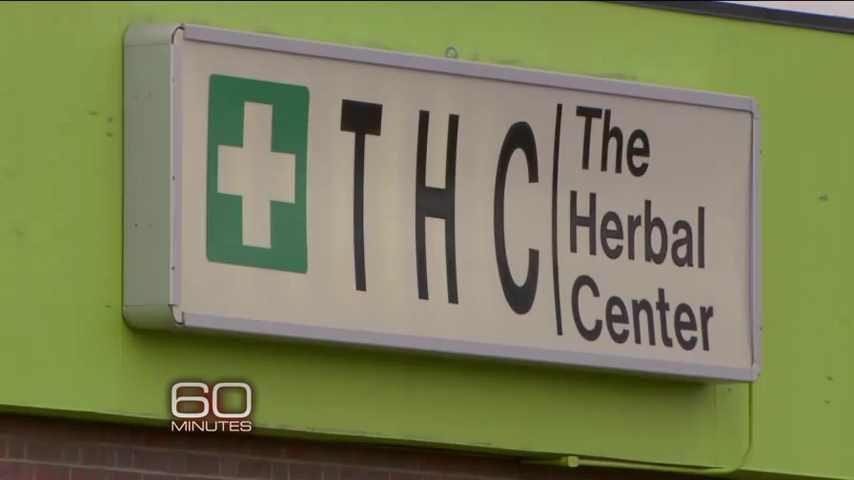 THC
The
Herbal
Center
60
MINUTES